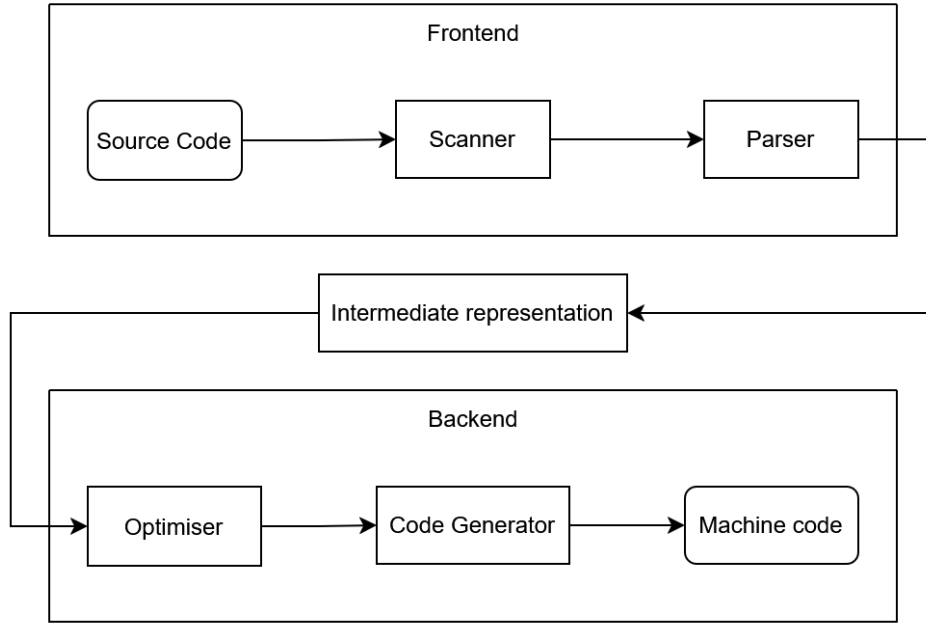 Frontend
Source Code
Scanner
Parser
Intermediate representation
Backend
Optimiser
Code Generator
Machine code